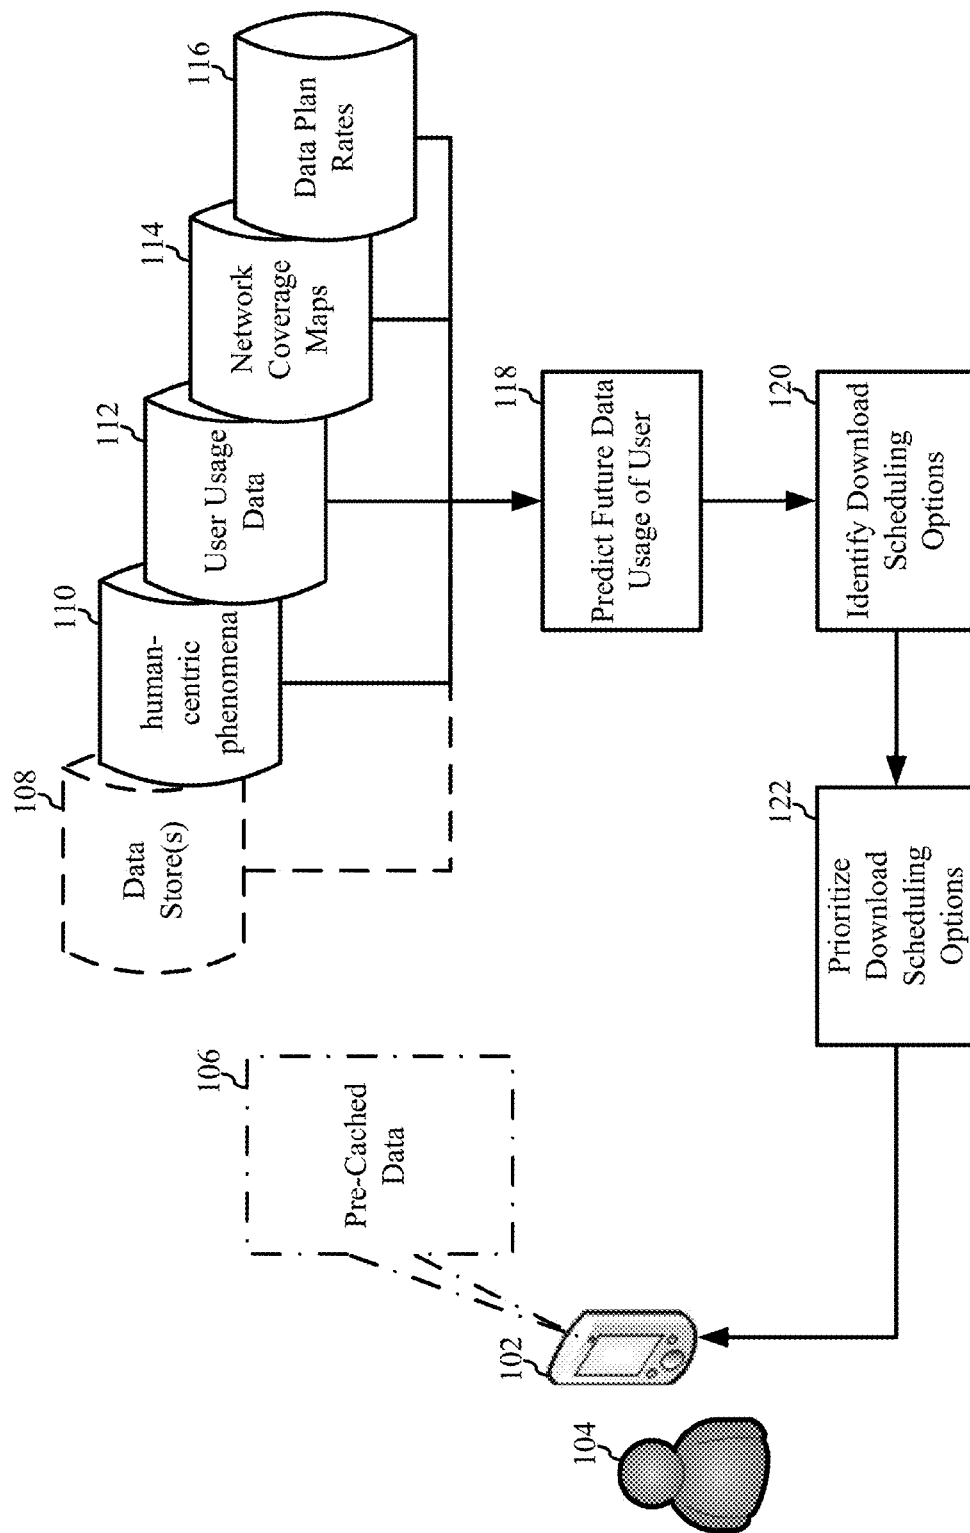 108
Data
Store(s)
110
human-
centric
phenomena
112
User Usage
Data
114
Network
Coverage
Maps
116
Data Plan
Rates
106
Pre-Cached
Data
102
104
118
Predict Future Data
Usage of User
120
Identify Download
Scheduling
Options
122
Prioritize
Download
Scheduling
Options